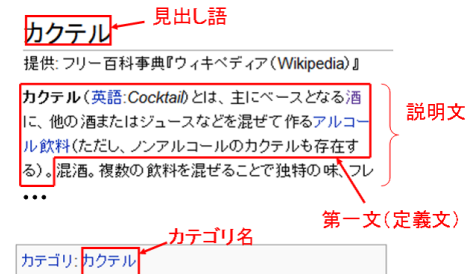 見出し語
カクテル
提供: フリー百科事典『ウィキペディア(Wikipedia)』
カクテル(英語:Cocktail)とは、主にベースとなる酒
に、他の酒またはジュースなどを混ぜて作るアルコー
ル飲料(ただし、ノンアルコールのカクテルも存在す
る)。混酒。複数の飲料を混ぜることで独特の味、フレ
•••
説明文
第一文(定義文)
カテゴリ名
カテゴリ: カクテル